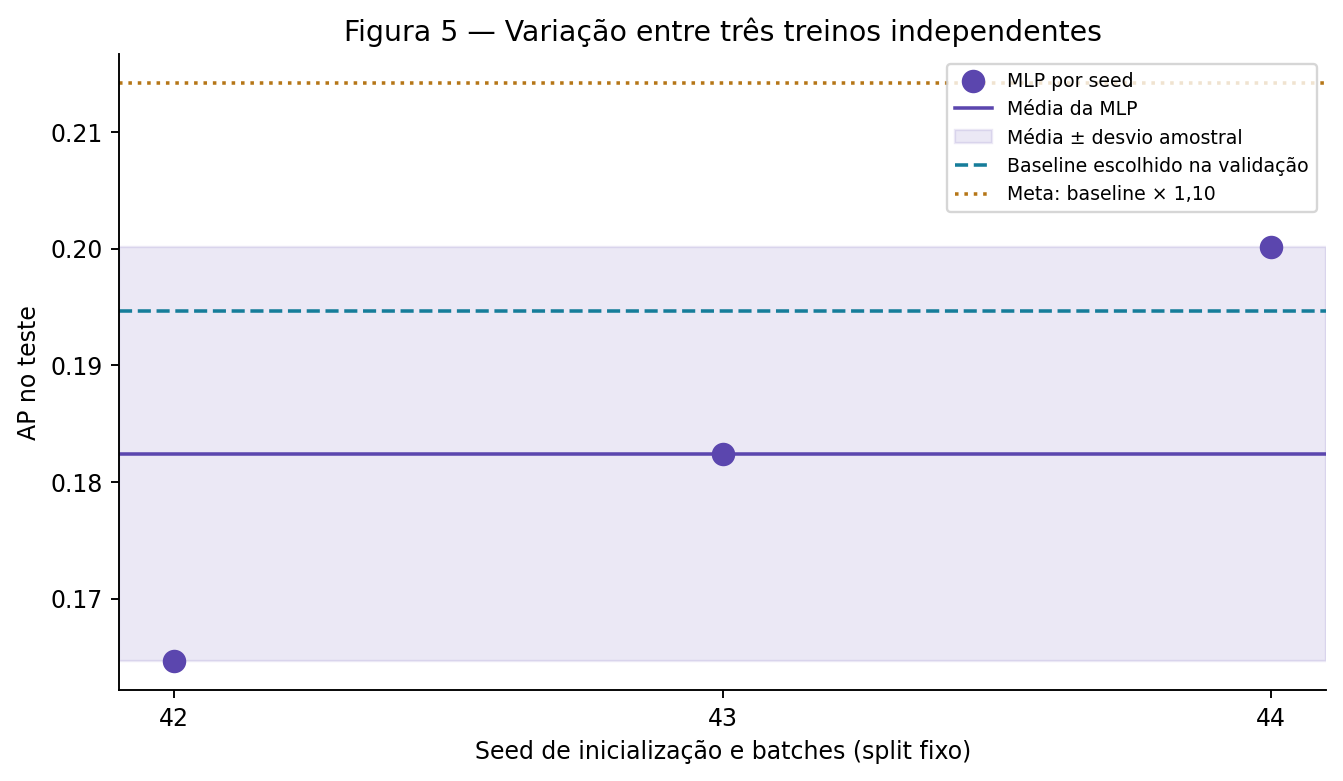 Figura 5 — Variação entre três treinos independentes
MLP por seed
Média da MLP
Média ± desvio amostral
Baseline escolhido na validação
Meta: baseline × 1,10
AP no teste
0.21
0.20
0.19
0.18
0.17
42
43
44
Seed de inicialização e batches (split fixo)